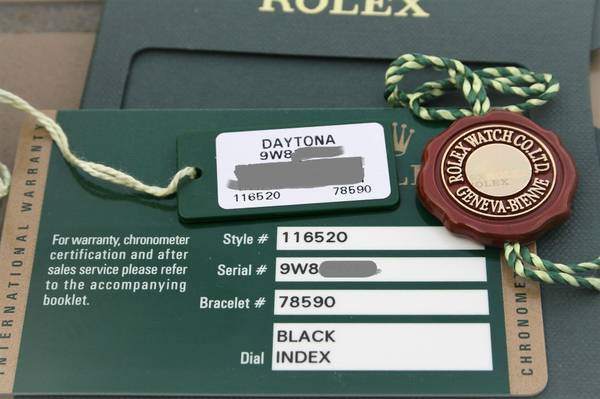 ROLEX
INTERNATIONAL WARRANTY
DAYTONA
9W8
116520 78590
ROLEX WATCH CO LTD.
GENEVA-BIENNE
ROLEX
For warranty, chronometer
certification and after
sales service please refer
to the accompanying
booklet.
Style # 116520
Serial # 9W8
Bracelet # 78590
Dial BLACK
INDEX